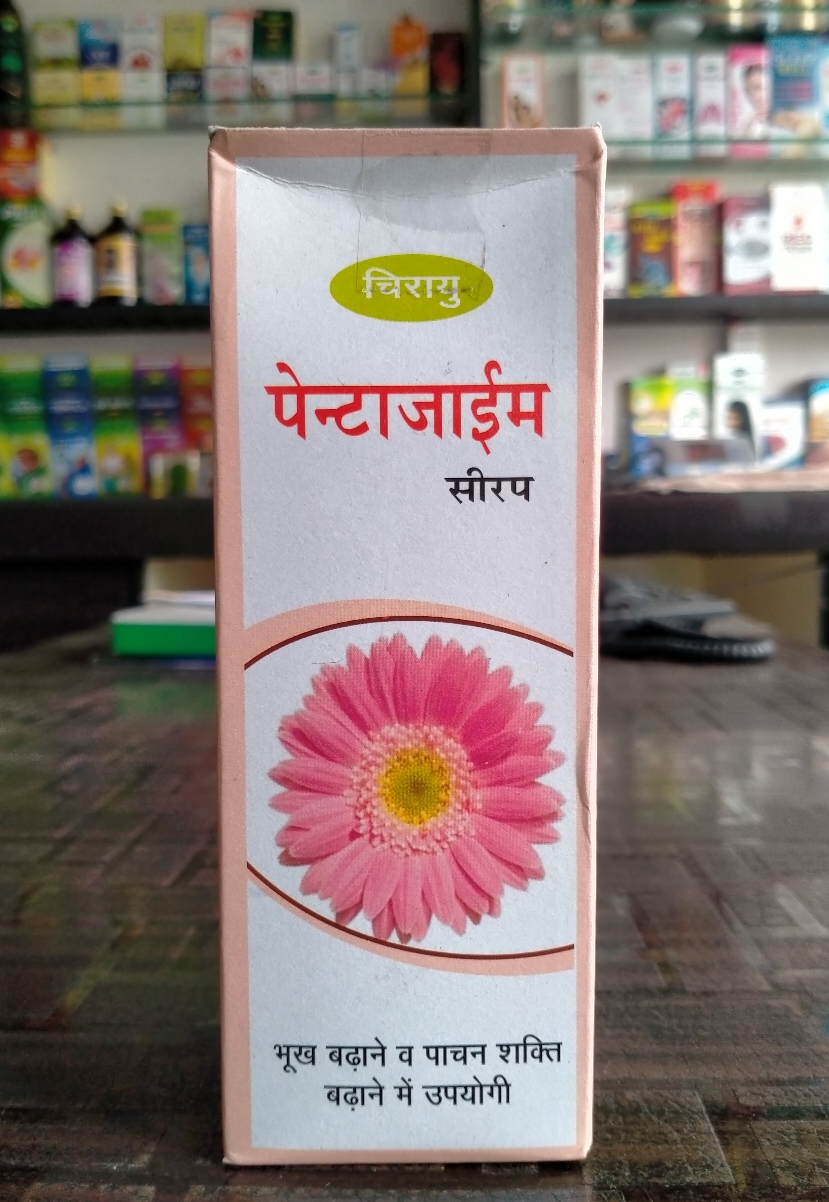 चिरायु
पेन्टाजाईम
सीरप
भूख बढ़ाने व पाचन शक्ति
बढ़ाने में उपयोगी